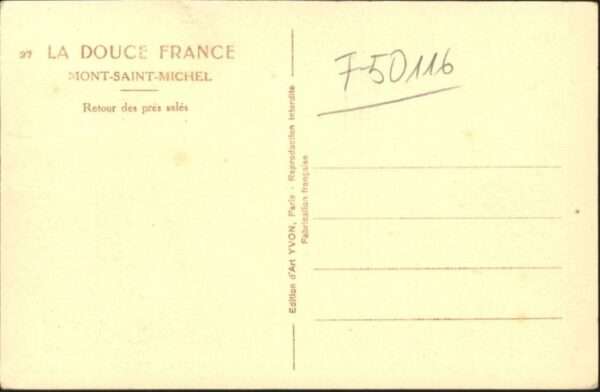 27 LA DOUCE FRANCE
MONT-SAINT-MICHEL
Retour des prés salés
Edition d'Art YVON, Paris - Reproduction interdite
Fabrication française
F50116